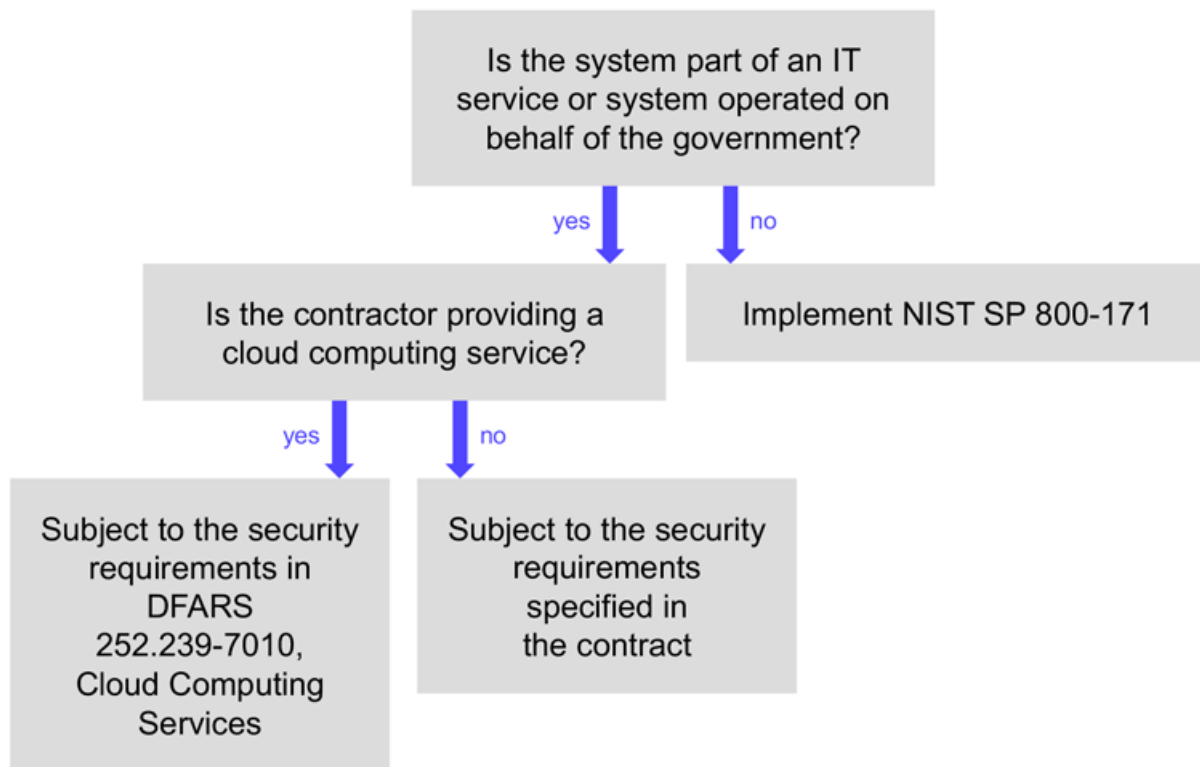 Is the system part of an IT
service or system operated on
behalf of the government?
yes
no
Is the contractor providing a
cloud computing service?
Implement NIST SP 800-171
yes
no
Subject to the security
requirements in
DFARS
252.239-7010,
Cloud Computing
Services
Subject to the security
requirements
specified in
the contract